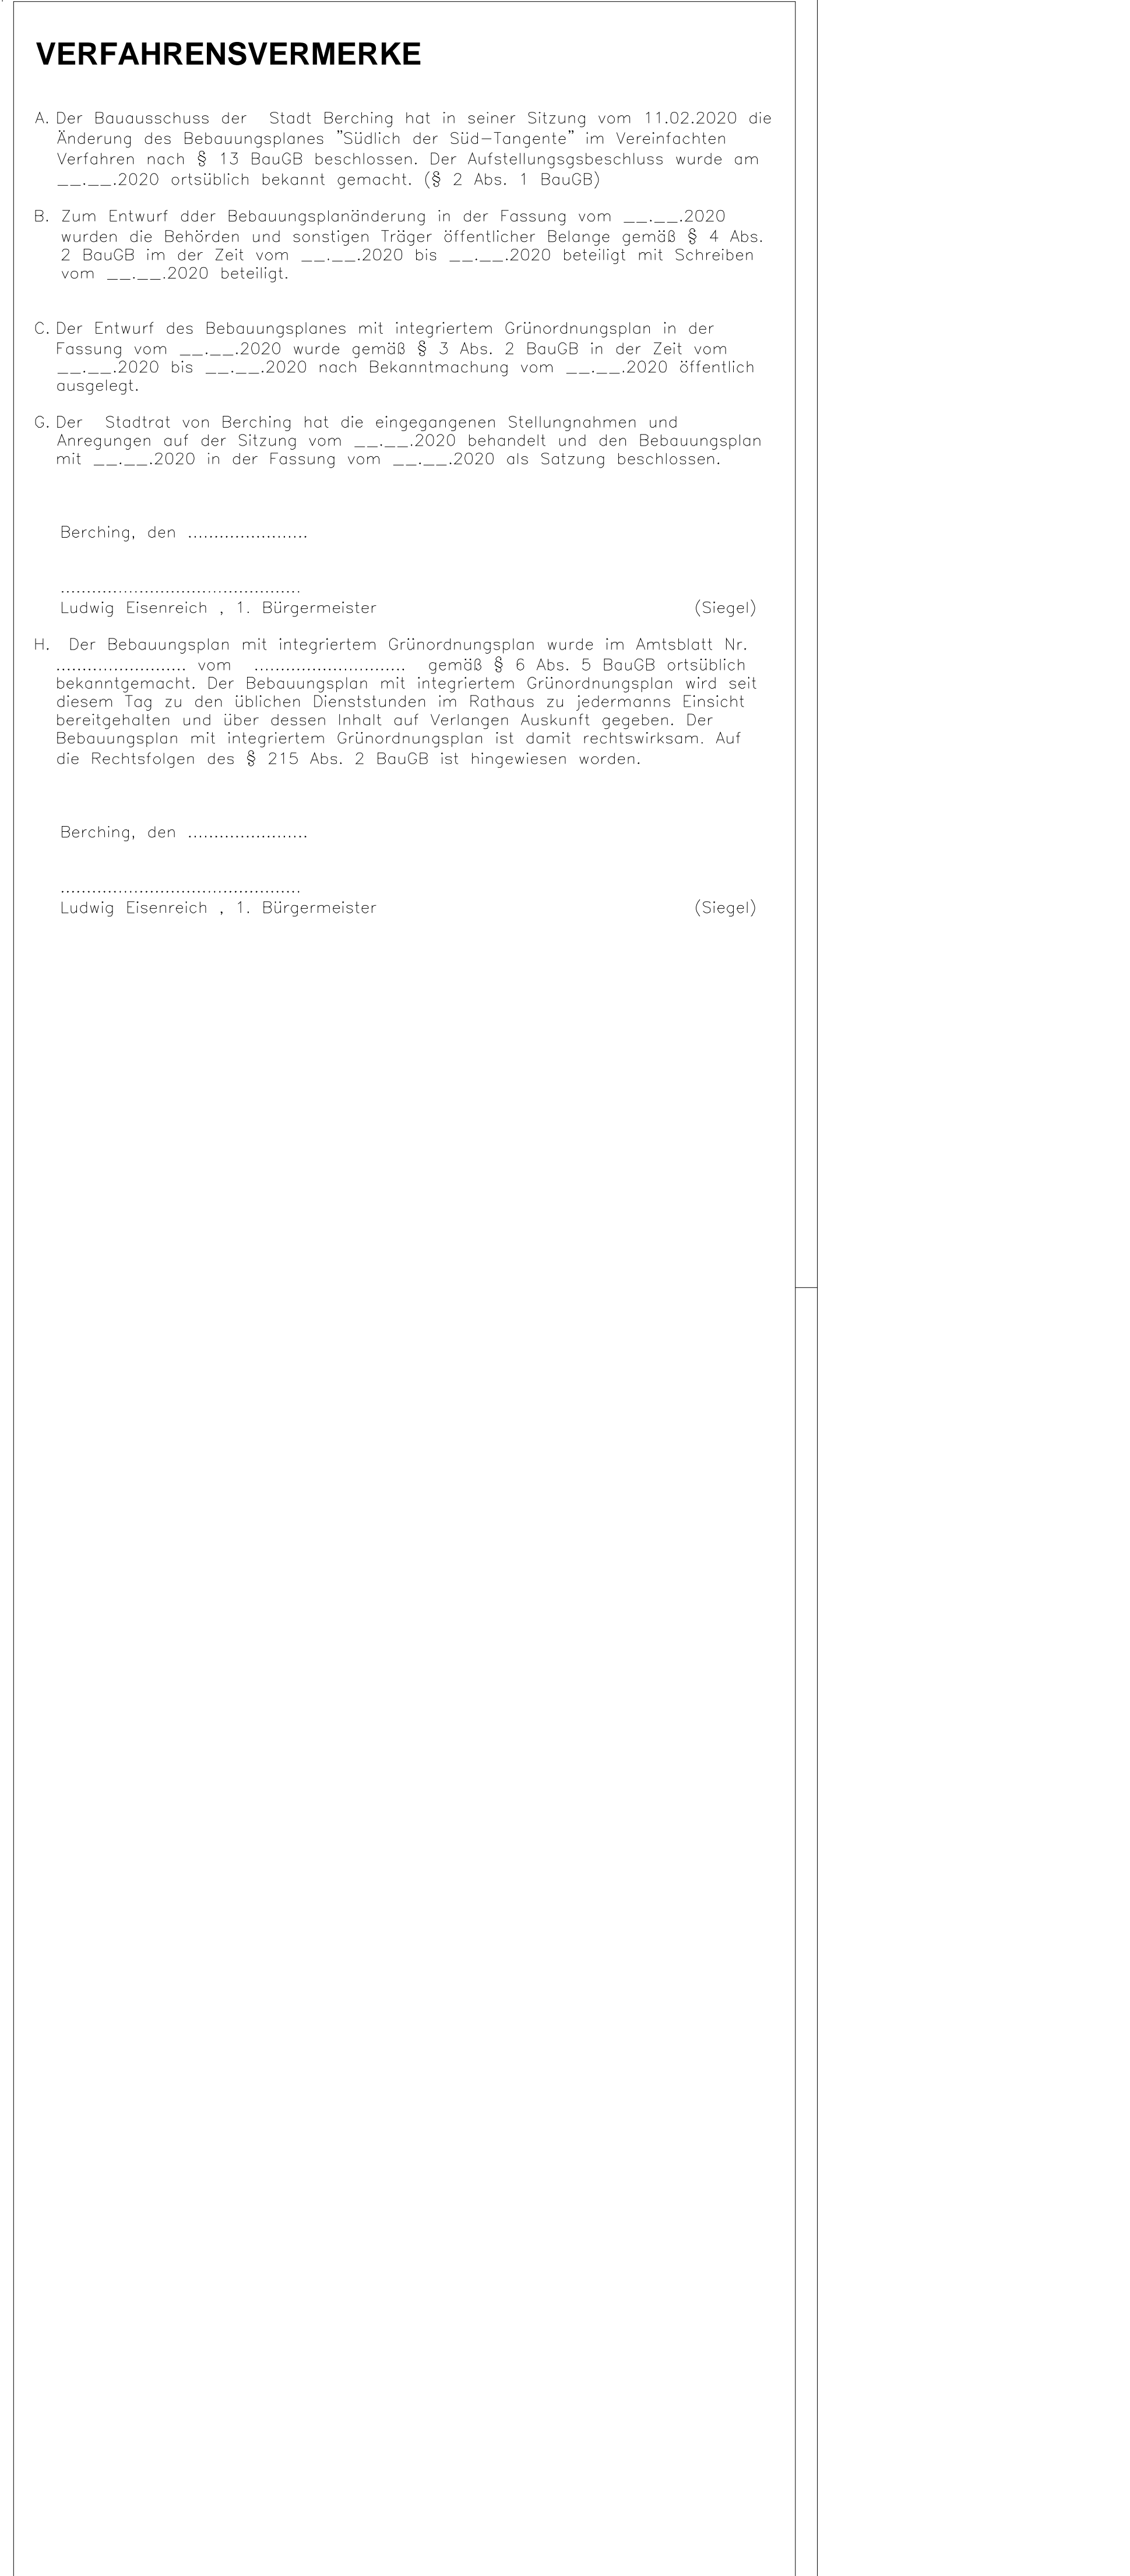 VERFAHRENSVERMERKE
A. Der Bauausschuss der Stadt Berching hat in seiner Sitzung vom 11.02.2020 die
Änderung des Bebauungsplanes "Südlich der Süd-Tangente" im Vereinfachten
Verfahren nach § 13 BauGB beschlossen. Der Aufstellungsgsbeschluss wurde am
__.__.2020 ortsüblich bekannt gemacht. (§ 2 Abs. 1 BauGB)
B. Zum Entwurf dder Bebauungsplanänderung in der Fassung vom __.__.2020
wurden die Behörden und sonstigen Träger öffentlicher Belange gemäß § 4 Abs.
2 BauGB im der Zeit vom __.__.2020 bis __.__.2020 beteiligt mit Schreiben
vom __.__.2020 beteiligt.
C. Der Entwurf des Bebauungsplanes mit integriertem Grünordnungsplan in der
Fassung vom __.__.2020 wurde gemäß § 3 Abs. 2 BauGB in der Zeit vom
__.__.2020 bis __.__.2020 nach Bekanntmachung vom __.__.2020 öffentlich
ausgelegt.
G. Der Stadtrat von Berching hat die eingegangenen Stellungnahmen und
Anregungen auf der Sitzung vom __.__.2020 behandelt und den Bebauungsplan
mit __.__.2020 in der Fassung vom __.__.2020 als Satzung beschlossen.
Berching, den .......................
..............................................
Ludwig Eisenreich , 1. Bürgermeister (Siegel)
H. Der Bebauungsplan mit integriertem Grünordnungsplan wurde im Amtsblatt Nr.
......................... vom ............................. gemäß § 6 Abs. 5 BauGB ortsüblich
bekanntgemacht. Der Bebauungsplan mit integriertem Grünordnungsplan wird seit
diesem Tag zu den üblichen Dienststunden im Rathaus zu jedermanns Einsicht
bereitgehalten und über dessen Inhalt auf Verlangen Auskunft gegeben. Der
Bebauungsplan mit integriertem Grünordnungsplan ist damit rechtswirksam. Auf
die Rechtsfolgen des § 215 Abs. 2 BauGB ist hingewiesen worden.
Berching, den .......................
..............................................
Ludwig Eisenreich , 1. Bürgermeister (Siegel)